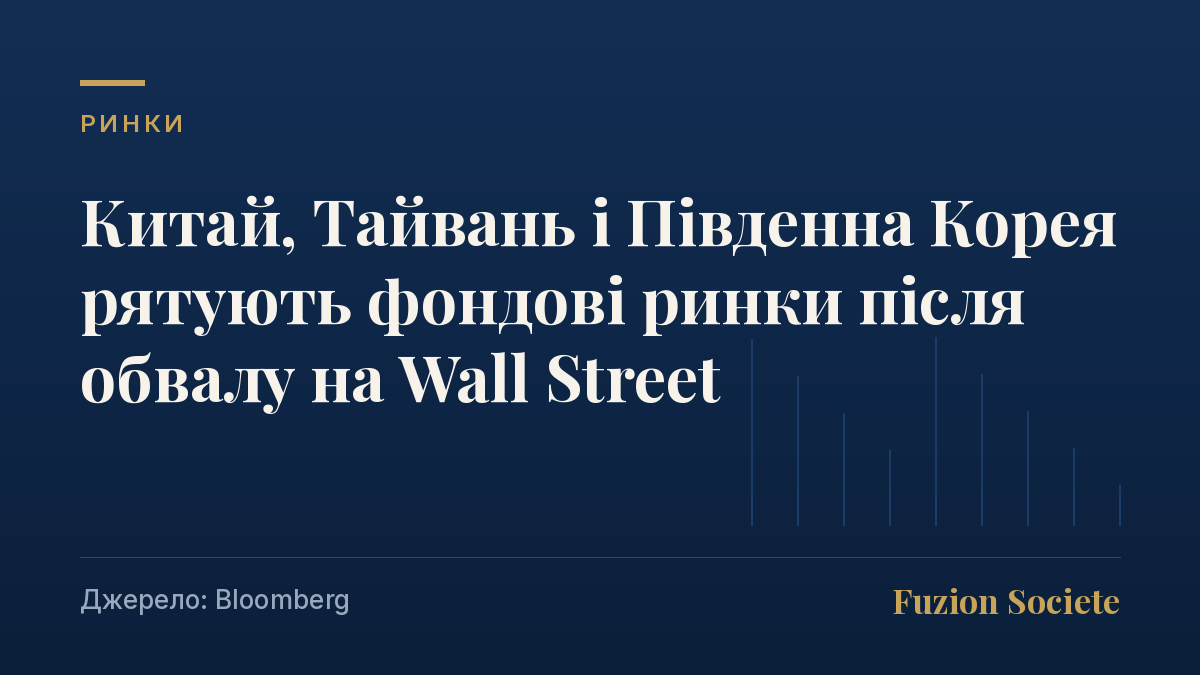 РИНКИ
Китай, Тайвань і Південна Корея
рятують фондові ринки після
обвалу на Wall Street
Джерело: Bloomberg
Fuzion Societe